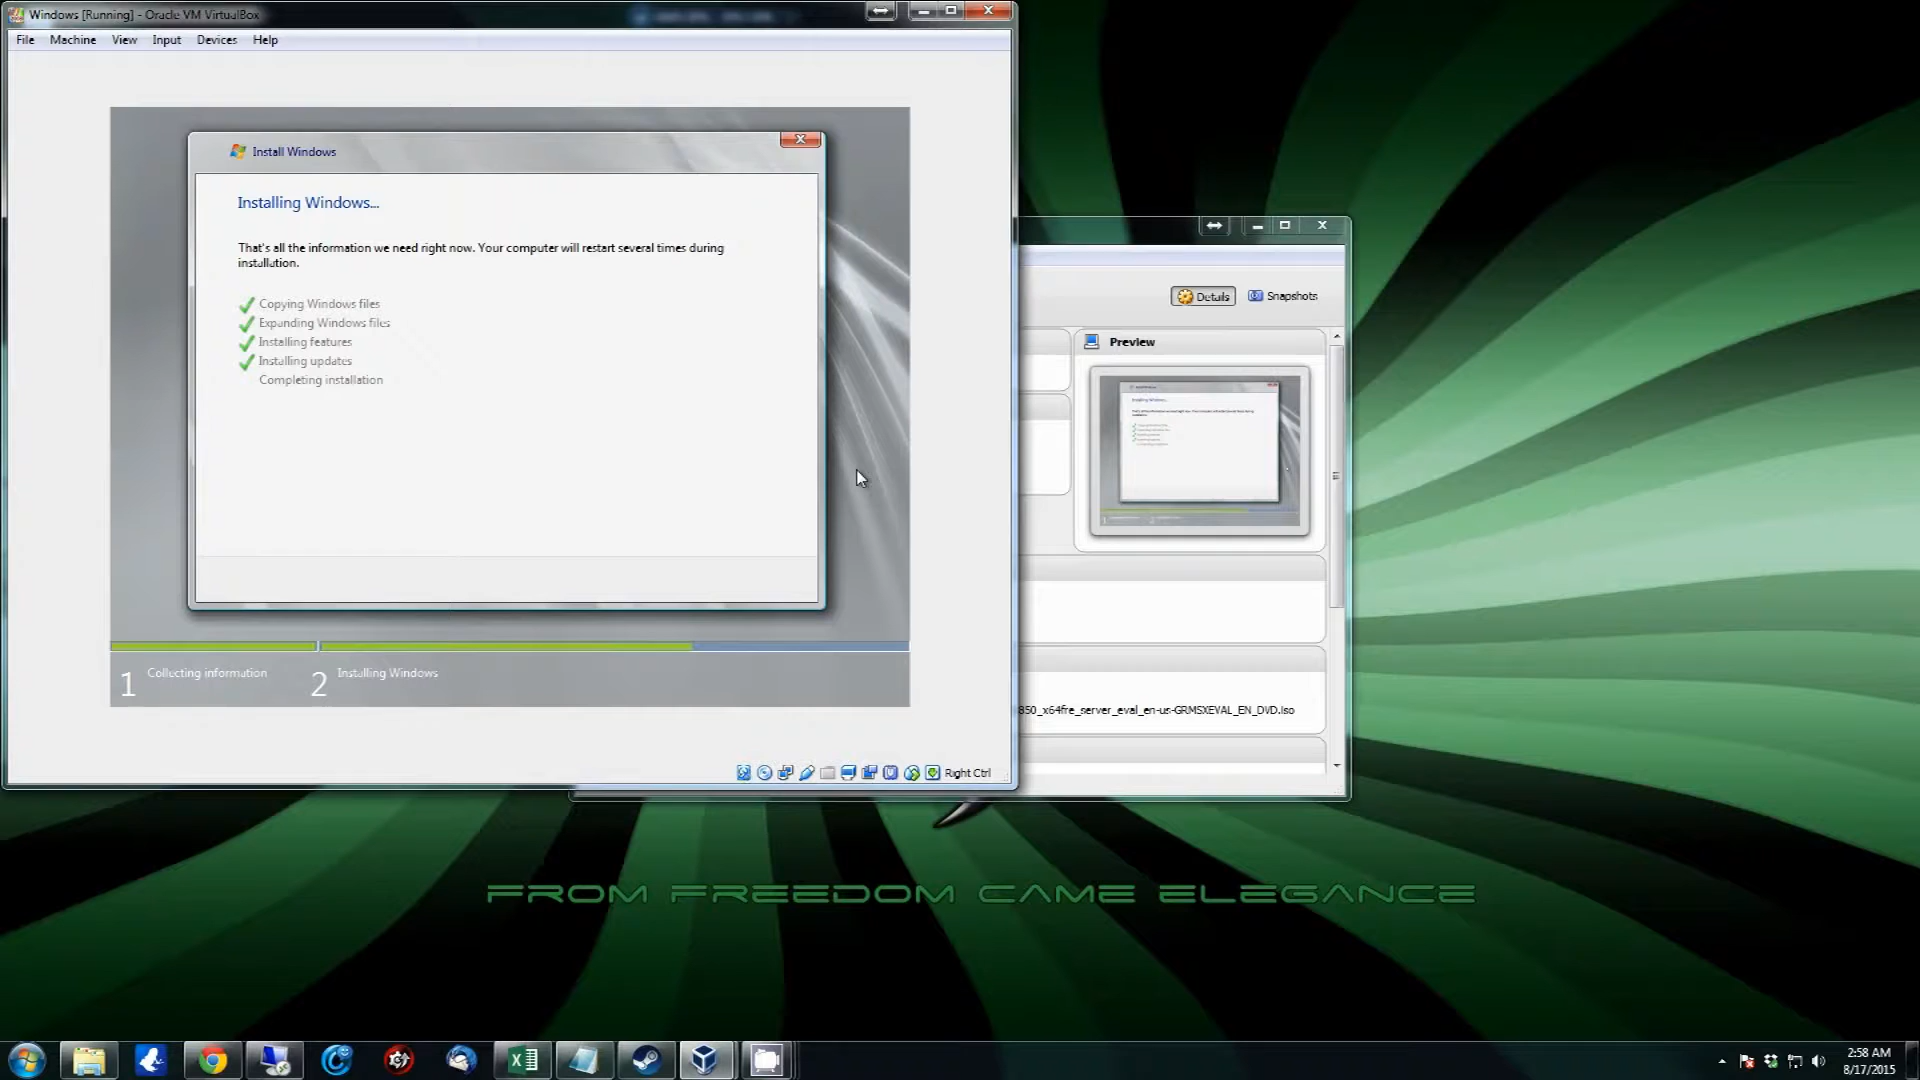 Windows [Running] - Oracle VM VirtualBox
File Machine View Input Devices Help
Install Windows
Installing Windows...
That's all the information we need right now. Your computer will restart several times during
installation.
Copying Windows files
Expanding Windows files
Installing features
Installing updates
Completing installation
1 Collecting information 2 Installing Windows
Right Ctrl
Details Snapshots
Preview
850_x64fre_server_eval_en-us-GRMSXEVAL_EN_DVD.iso
FROM FREEDOM CAME ELEGANCE
2:58 AM
8/17/2015